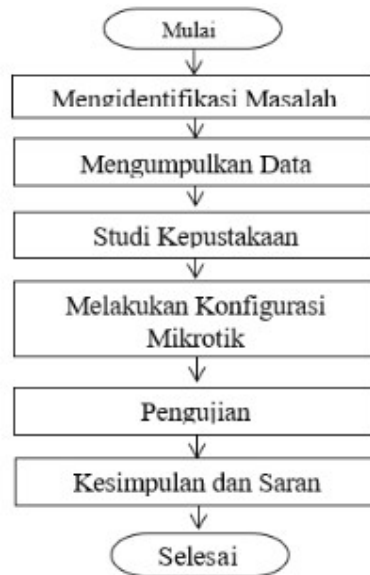 Mulai
Mengidentifikasi Masalah
Mengumpulkan Data
Studi Kepustakaan
Melakukan Konfigurasi
Mikrotik
Pengujian
Kesimpulan dan Saran
Selesai